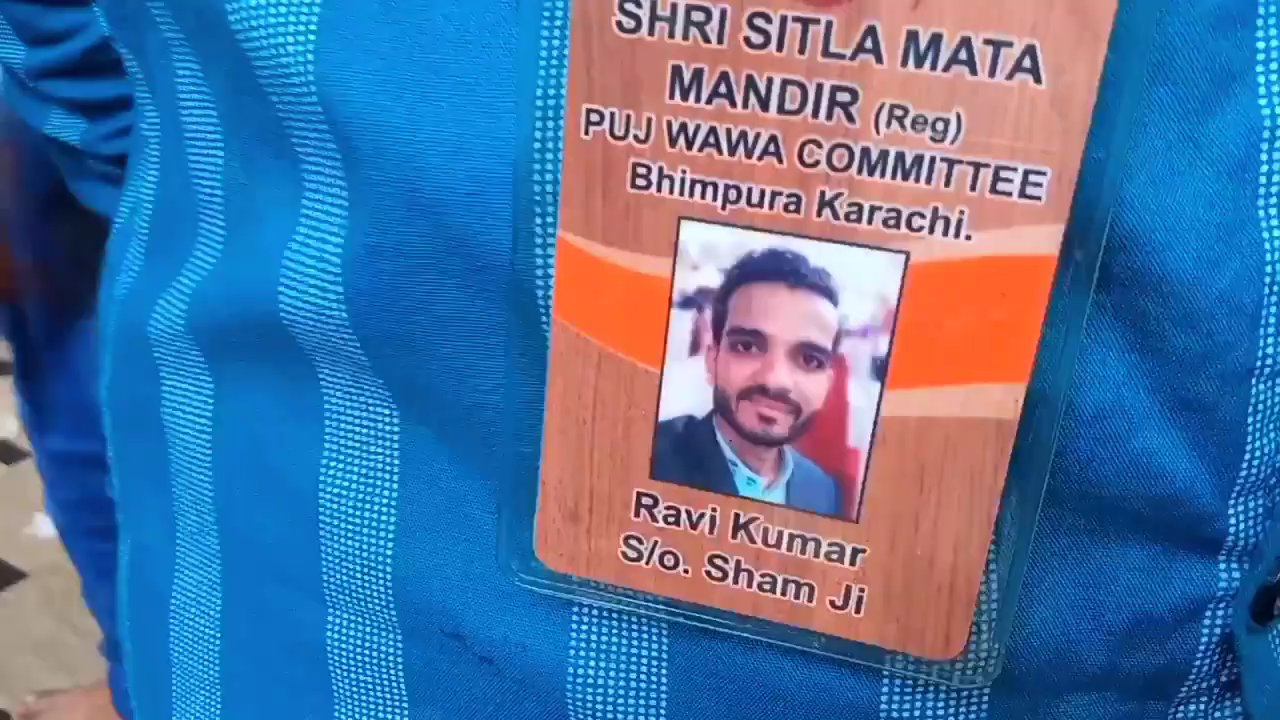 SHRI SITLA MATA
MANDIR (Reg)
PUJ WAWA COMMITTEE
Bhimpura Karachi.
Ravi Kumar
S/o. Sham Ji